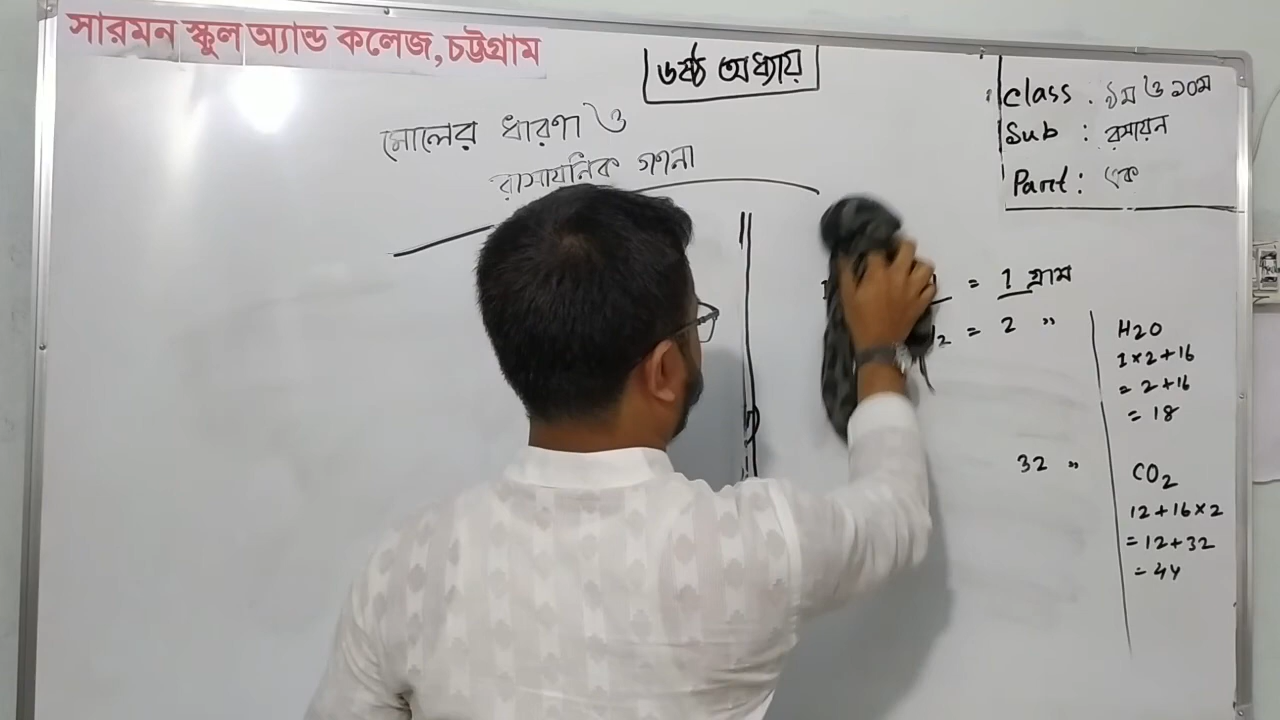 সারমন স্কুল অ্যান্ড কলেজ, চট্টগ্রাম
৬ষ্ঠ অধ্যায়
মোলের ধারণা ও
রাসায়নিক গণনা
Class : ৯ম ও ১০ম
Sub : রসায়ন
Part : এক
= 1 গ্রাম
2 = 2 "
32 "
H2O
1×2+16
= 2+16
= 18
CO2
12+16×2
= 12+32
= 44